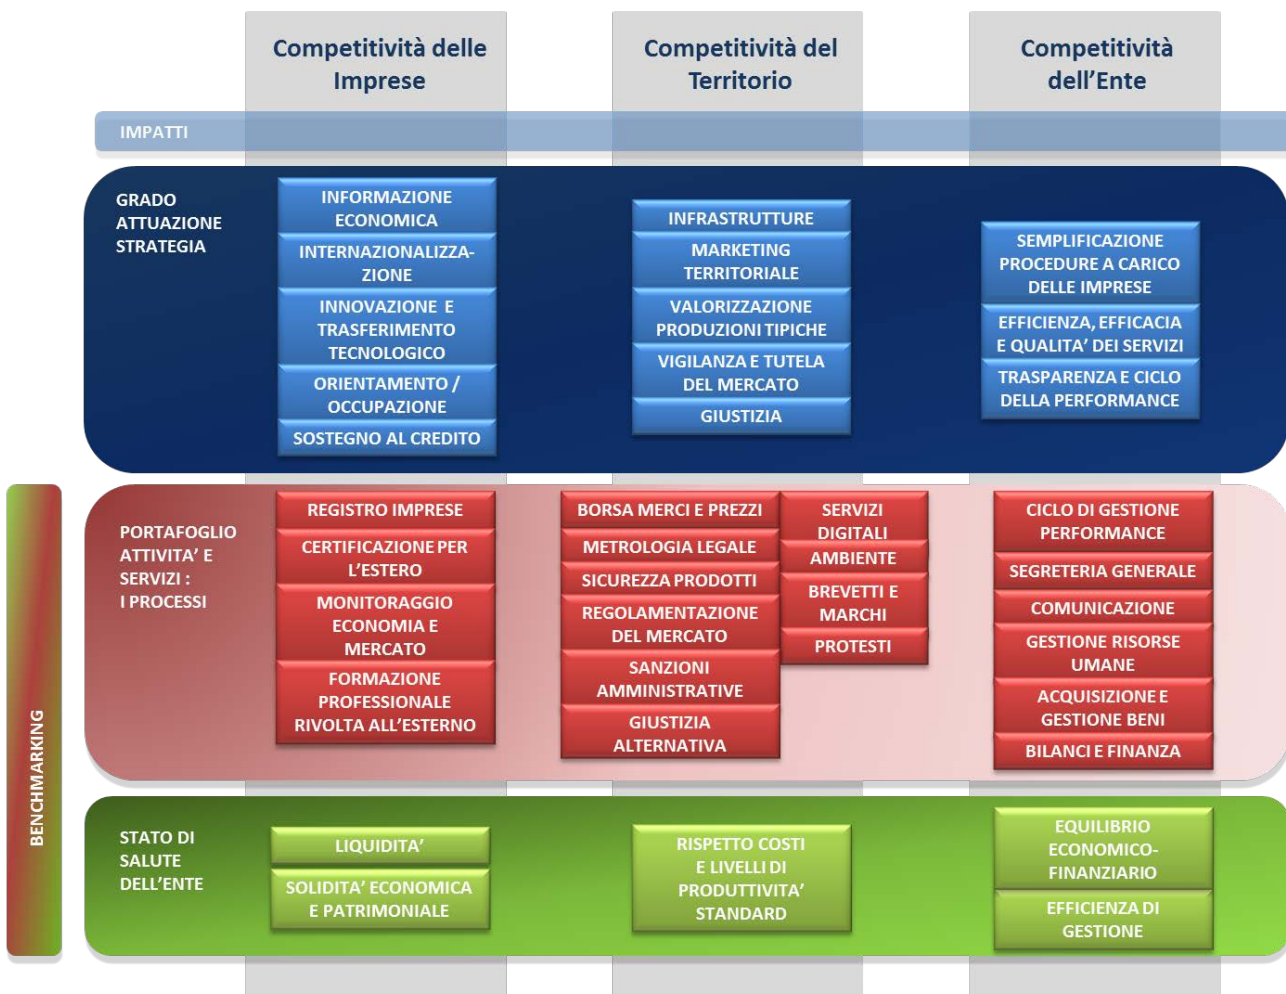 Competitività delle
Imprese
Competitività del
Territorio
Competitività
dell’Ente
IMPATTI
GRADO
ATTUAZIONE
STRATEGIA
INFORMAZIONE
ECONOMICA
INTERNAZIONALIZZA-
ZIONE
INNOVAZIONE E
TRASFERIMENTO
TECNOLOGICO
ORIENTAMENTO /
OCCUPAZIONE
SOSTEGNO AL CREDITO
INFRASTRUTTURE
MARKETING
TERRITORIALE
VALORIZZAZIONE
PRODUZIONI TIPICHE
VIGILANZA E TUTELA
DEL MERCATO
GIUSTIZIA
SEMPLIFICAZIONE
PROCEDURE A CARICO
DELLE IMPRESE
EFFICIENZA, EFFICACIA
E QUALITA’ DEI SERVIZI
TRASPARENZA E CICLO
DELLA PERFORMANCE
BENCHMARKING
PORTAFOGLIO
ATTIVITA’ E
SERVIZI :
I PROCESSI
REGISTRO IMPRESE
CERTIFICAZIONE PER
L’ESTERO
MONITORAGGIO
ECONOMIA E
MERCATO
FORMAZIONE
PROFESSIONALE
RIVOLTA ALL’ESTERNO
BORSA MERCI E PREZZI
METROLOGIA LEGALE
SICUREZZA PRODOTTI
REGOLAMENTAZIONE
DEL MERCATO
SANZIONI
AMMINISTRATIVE
GIUSTIZIA
ALTERNATIVA
SERVIZI
DIGITALI
AMBIENTE
BREVETTI E
MARCHI
PROTESTI
CICLO DI GESTIONE
PERFORMANCE
SEGRETERIA GENERALE
COMUNICAZIONE
GESTIONE RISORSE
UMANE
ACQUISIZIONE E
GESTIONE BENI
BILANCI E FINANZA
STATO DI
SALUTE
DELL’ENTE
LIQUIDITA’
SOLIDITA’ ECONOMICA
E PATRIMONIALE
RISPETTO COSTI
E LIVELLI DI
PRODUTTIVITA’
STANDARD
EQUILIBRIO
ECONOMICO-
FINANZIARIO
EFFICIENZA DI
GESTIONE